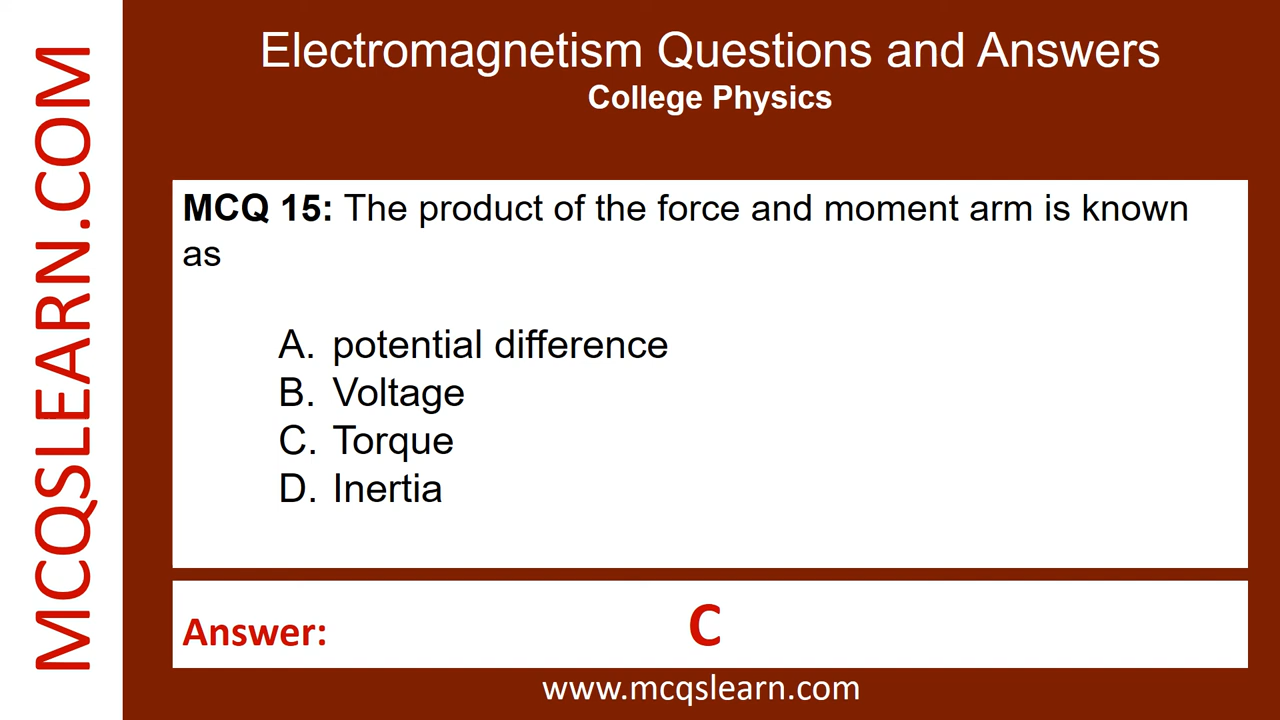 MCQSLEARN.COM
Electromagnetism Questions and Answers
College Physics
MCQ 15: The product of the force and moment arm is known
as
A. potential difference
B. Voltage
C. Torque
D. Inertia
Answer: C
www.mcqslearn.com